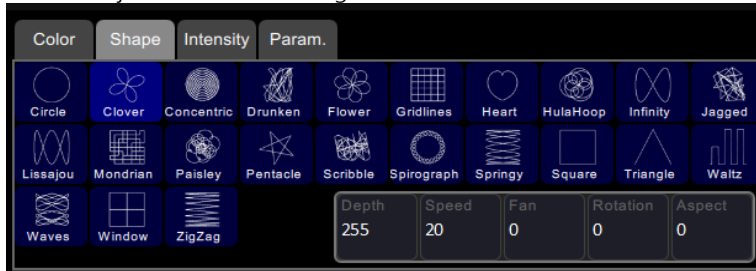 Color Shape Intensity Param.
Circle Clover Concentric Drunken Flower Gridlines Heart HulaHoop Infinity Jagged
Lissajou Mondrian Paisley Pentacle Scribble Spirograph Springy Square Triangle Waltz
Waves Window ZigZag
Depth Speed Fan Rotation Aspect
255 20 0 0 0